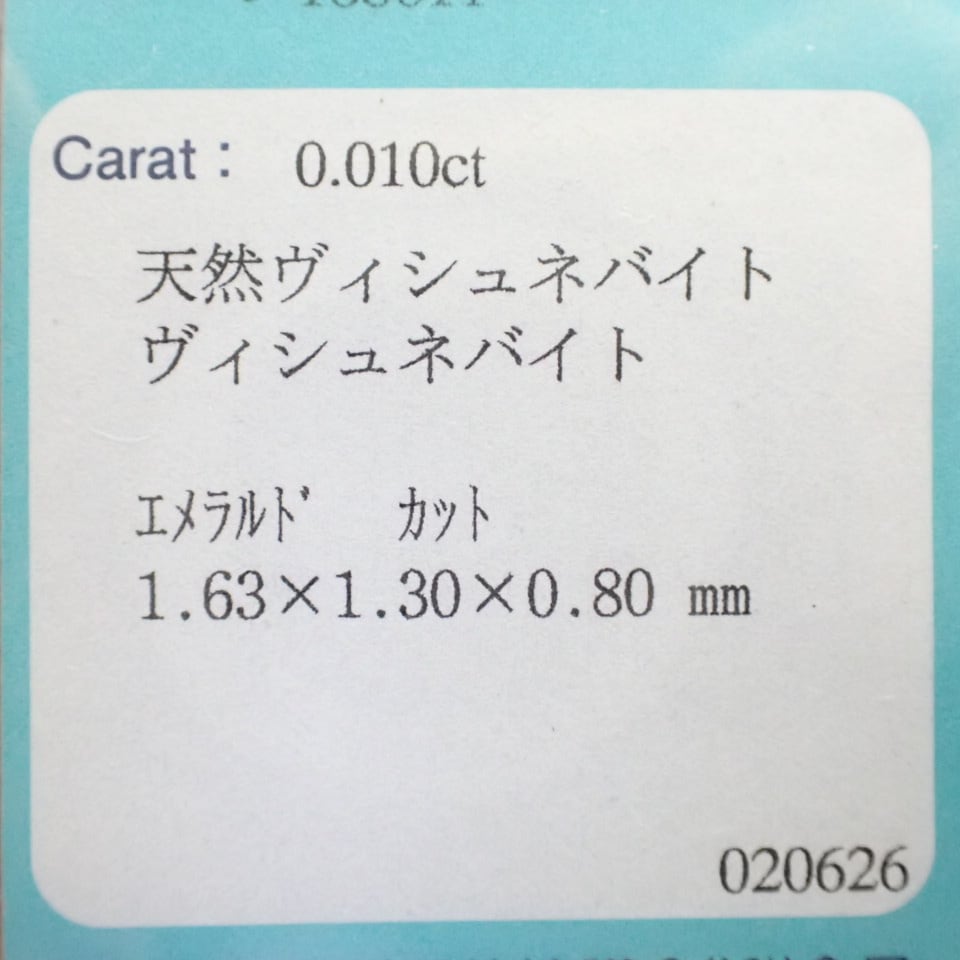 Carat： 0.010ct
天然ヴィシュネバイト
ヴィシュネバイト
ｴﾒﾗﾙﾄﾞ ｶｯﾄ
1.63×1.30×0.80 mm
020626